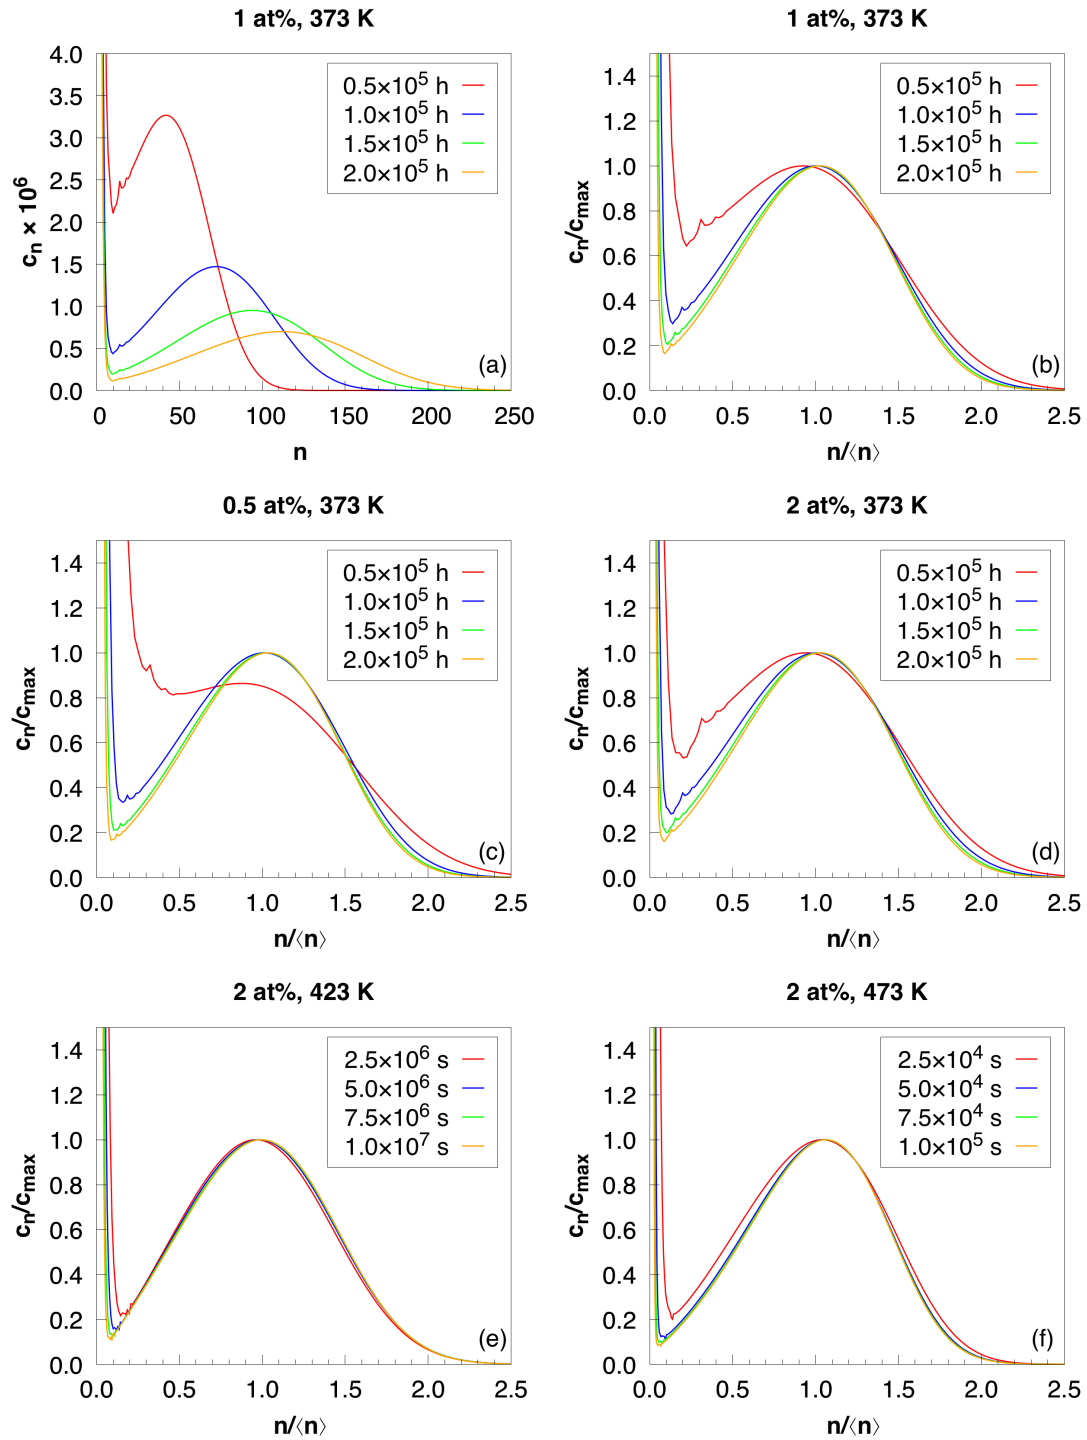 1 at%, 373 K
4.0
3.5
3.0
2.5
2.0
1.5
1.0
0.5
0.0
c_n × 10^6
0.5×10^5 h
1.0×10^5 h
1.5×10^5 h
2.0×10^5 h
(a)
0 50 100 150 200 250
n
1 at%, 373 K
1.4
1.2
1.0
0.8
0.6
0.4
0.2
0.0
c_n/c_max
0.5×10^5 h
1.0×10^5 h
1.5×10^5 h
2.0×10^5 h
(b)
0.0 0.5 1.0 1.5 2.0 2.5
n/⟨n⟩
0.5 at%, 373 K
1.4
1.2
1.0
0.8
0.6
0.4
0.2
0.0
c_n/c_max
0.5×10^5 h
1.0×10^5 h
1.5×10^5 h
2.0×10^5 h
(c)
0.0 0.5 1.0 1.5 2.0 2.5
n/⟨n⟩
2 at%, 373 K
1.4
1.2
1.0
0.8
0.6
0.4
0.2
0.0
c_n/c_max
0.5×10^5 h
1.0×10^5 h
1.5×10^5 h
2.0×10^5 h
(d)
0.0 0.5 1.0 1.5 2.0 2.5
n/⟨n⟩
2 at%, 423 K
1.4
1.2
1.0
0.8
0.6
0.4
0.2
0.0
c_n/c_max
2.5×10^6 s
5.0×10^6 s
7.5×10^6 s
1.0×10^7 s
(e)
0.0 0.5 1.0 1.5 2.0 2.5
n/⟨n⟩
2 at%, 473 K
1.4
1.2
1.0
0.8
0.6
0.4
0.2
0.0
c_n/c_max
2.5×10^4 s
5.0×10^4 s
7.5×10^4 s
1.0×10^5 s
(f)
0.0 0.5 1.0 1.5 2.0 2.5
n/⟨n⟩